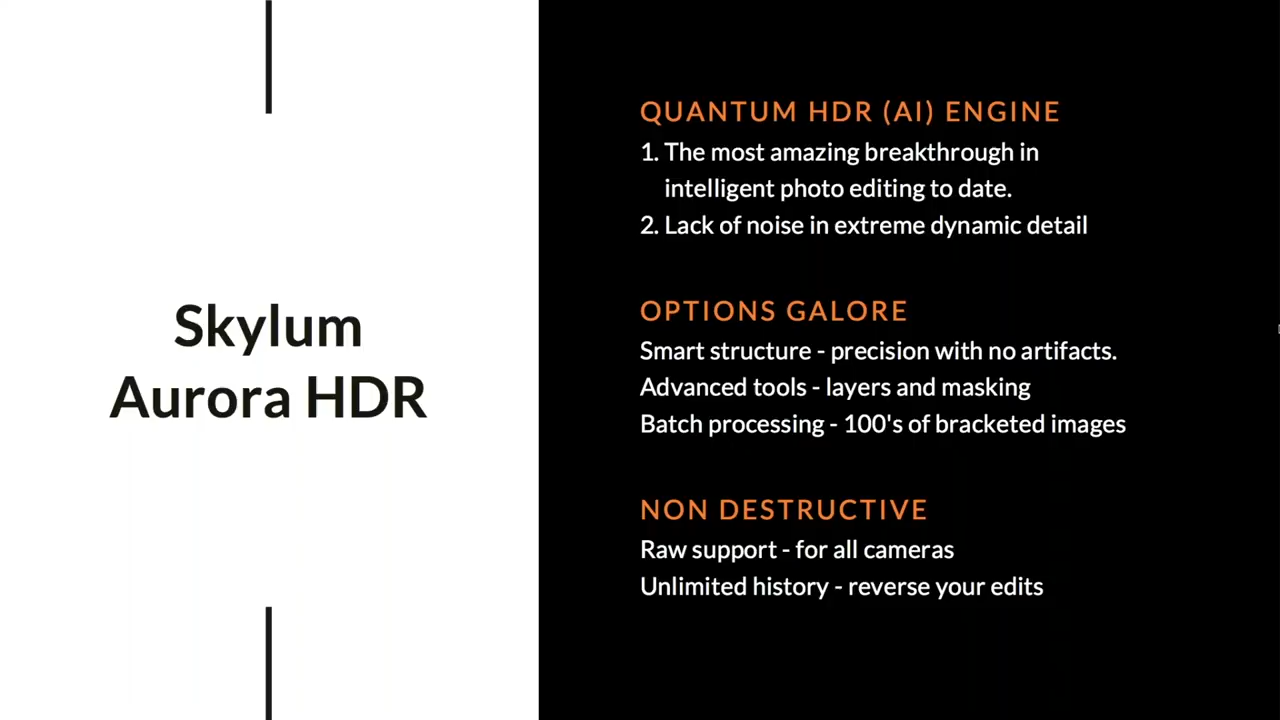 Skylum
Aurora HDR
QUANTUM HDR (AI) ENGINE
1. The most amazing breakthrough in
intelligent photo editing to date.
2. Lack of noise in extreme dynamic detail
OPTIONS GALORE
Smart structure - precision with no artifacts.
Advanced tools - layers and masking
Batch processing - 100's of bracketed images
NON DESTRUCTIVE
Raw support - for all cameras
Unlimited history - reverse your edits